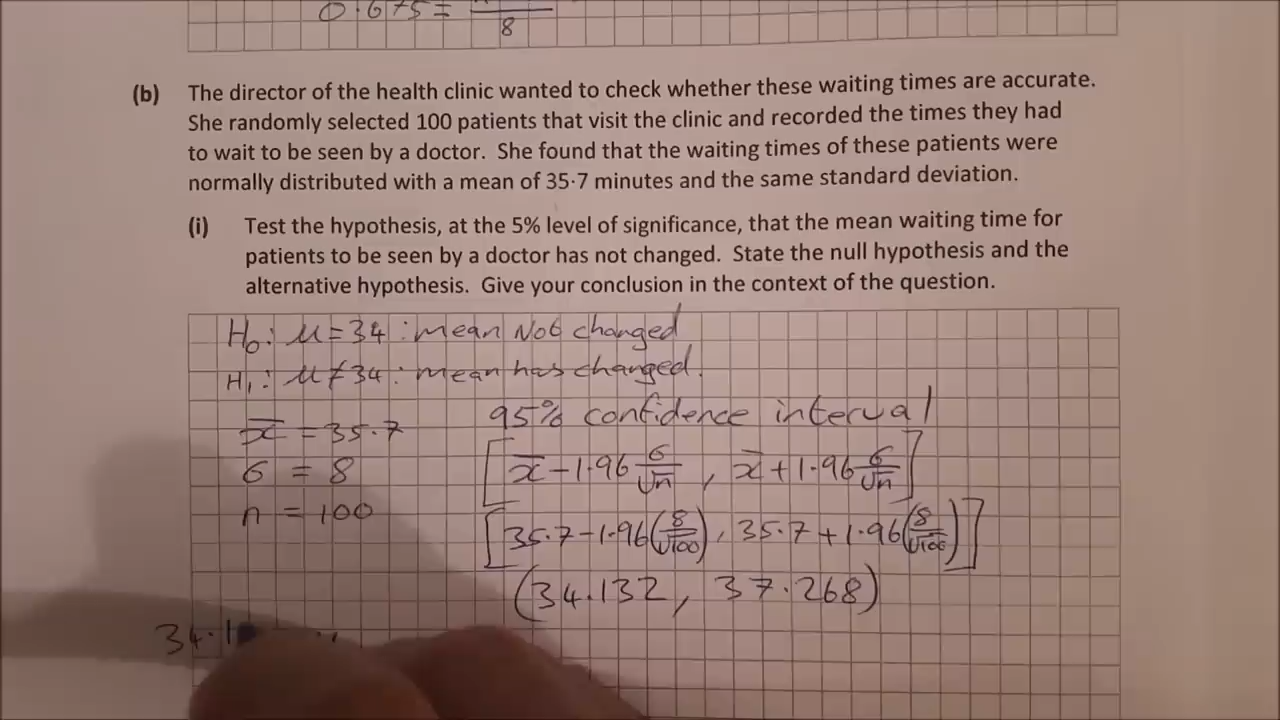 0.675 =
8
(b) The director of the health clinic wanted to check whether these waiting times are accurate.
She randomly selected 100 patients that visit the clinic and recorded the times they had
to wait to be seen by a doctor. She found that the waiting times of these patients were
normally distributed with a mean of 35·7 minutes and the same standard deviation.
(i) Test the hypothesis, at the 5% level of significance, that the mean waiting time for
patients to be seen by a doctor has not changed. State the null hypothesis and the
alternative hypothesis. Give your conclusion in the context of the question.
H₀: μ = 34 : mean Not changed
H₁: μ ≠ 34 : mean has changed.
x̄ = 35.7
σ = 8
n = 100
95% confidence interval
[x̄ - 1.96 σ/√n , x̄ + 1.96 σ/√n]
[35.7 - 1.96(8/√100), 35.7 + 1.96(8/√100)]
(34.132, 37.268)
34.1